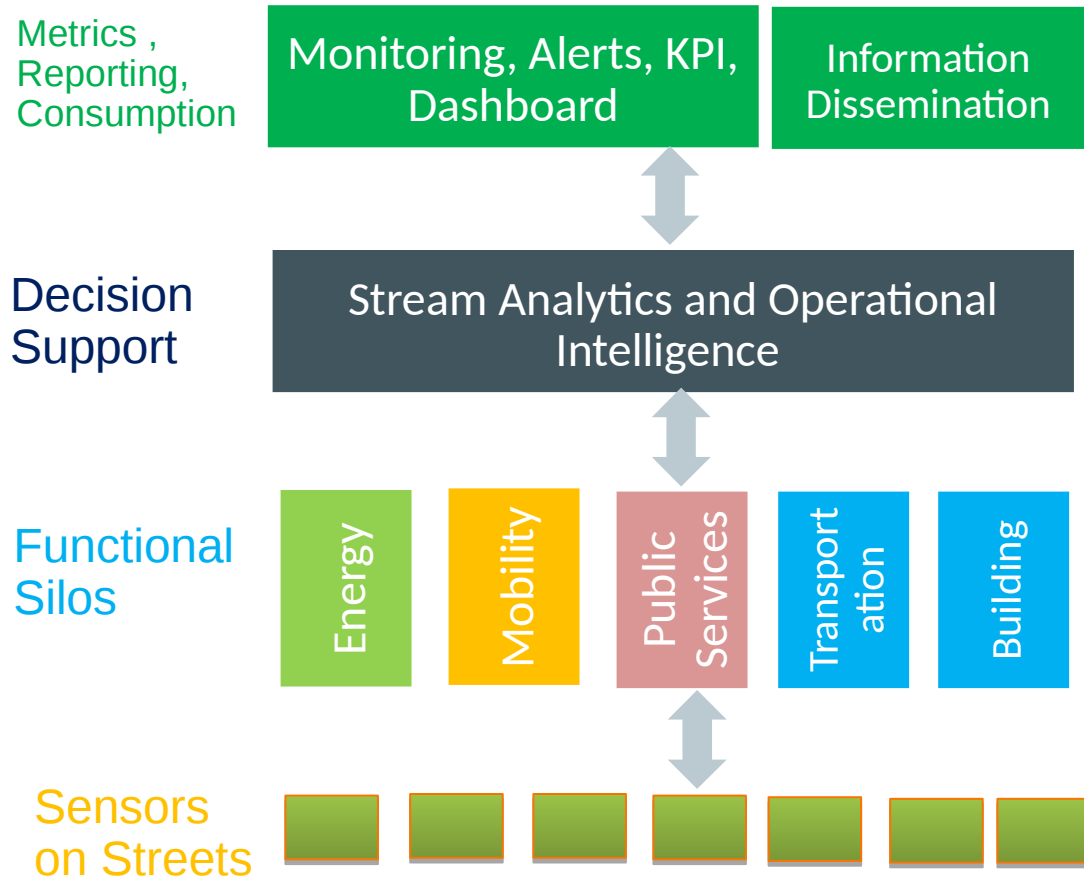 Metrics ,
Reporting,
Consumption
Monitoring, Alerts, KPI,
Dashboard
Information
Dissemination
Decision
Support
Stream Analytics and Operational
Intelligence
Functional
Silos
Energy
Mobility
Public
Services
Transport
ation
Building
Sensors
on Streets